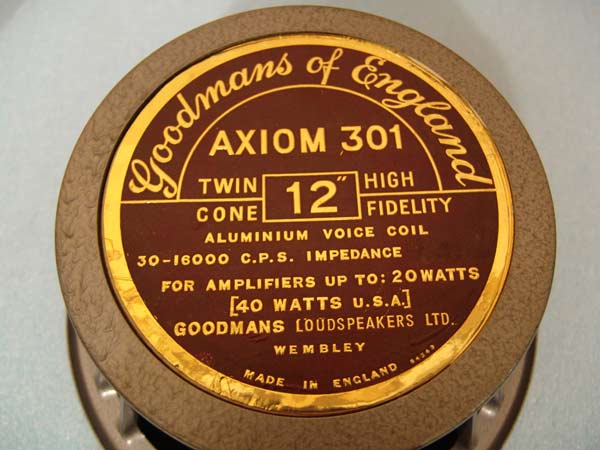 Goodmans of England
AXIOM 301
TWIN CONE
12"
HIGH FIDELITY
ALUMINIUM VOICE COIL
30-16000 C.P.S. IMPEDANCE
FOR AMPLIFIERS UP TO: 20 WATTS
[40 WATTS U.S.A.]
GOODMANS LOUDSPEAKERS LTD.
WEMBLEY
MADE IN ENGLAND